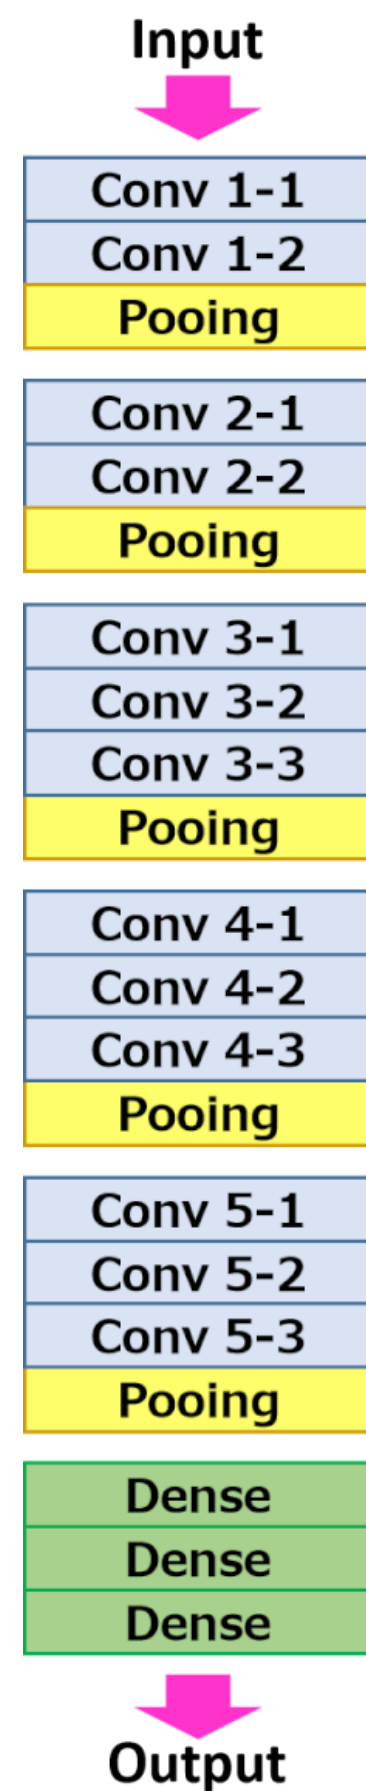 Input
Conv 1-1
Conv 1-2
Pooing
Conv 2-1
Conv 2-2
Pooing
Conv 3-1
Conv 3-2
Conv 3-3
Pooing
Conv 4-1
Conv 4-2
Conv 4-3
Pooing
Conv 5-1
Conv 5-2
Conv 5-3
Pooing
Dense
Dense
Dense
Output